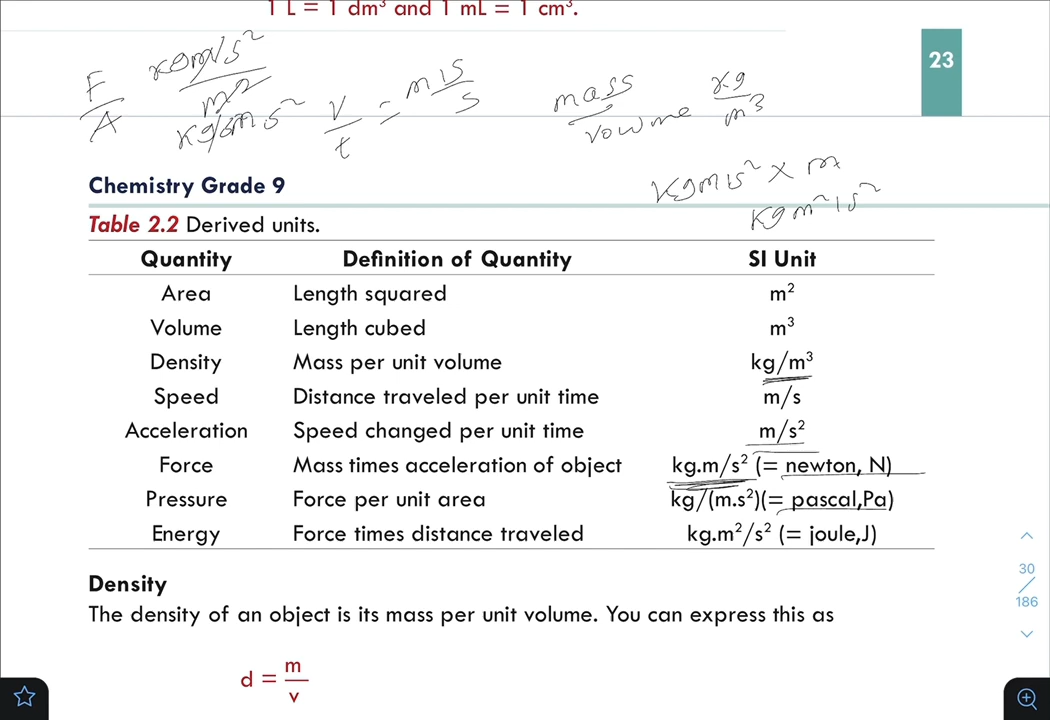 1 L = 1 dm³ and 1 mL = 1 cm³.
23
F/A kgm/s²/m² v/t = m/s/s mass/volume kg/m³
kg/m s²
kgm/s² × m
kgm²/s²
Chemistry Grade 9
Table 2.2 Derived units.
Quantity Definition of Quantity SI Unit
Area Length squared m²
Volume Length cubed m³
Density Mass per unit volume kg/m³
Speed Distance traveled per unit time m/s
Acceleration Speed changed per unit time m/s²
Force Mass times acceleration of object kg.m/s² (= newton, N)
Pressure Force per unit area kg/(m.s²)(= pascal,Pa)
Energy Force times distance traveled kg.m²/s² (= joule,J)
30
/
186
Density
The density of an object is its mass per unit volume. You can express this as
d = m/v